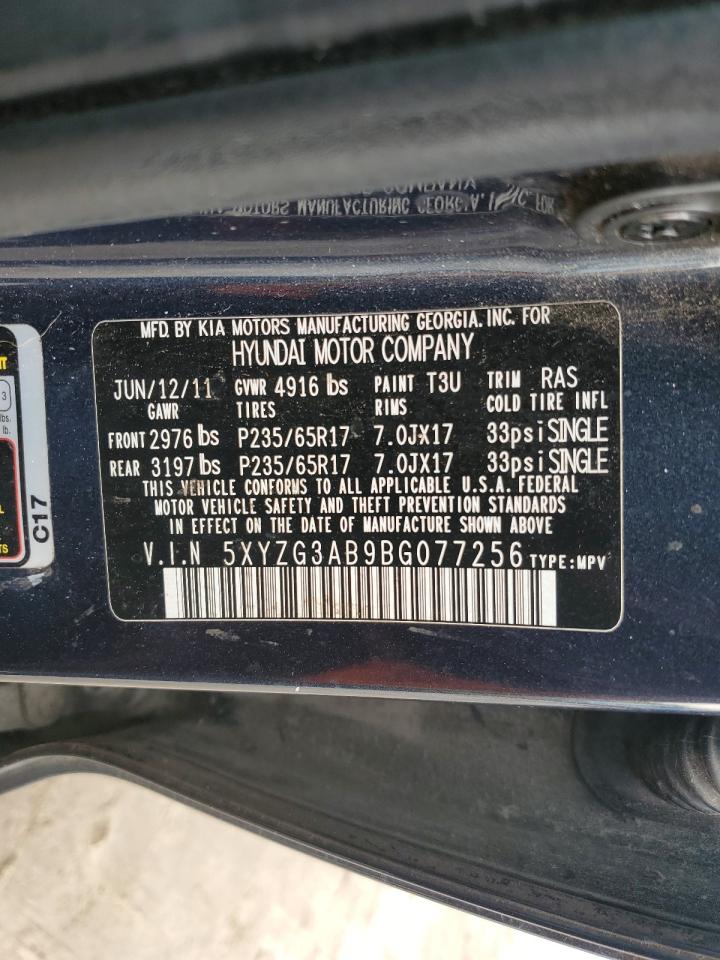 MFD. BY KIA MOTORS MANUFACTURING GEORGIA. INC. FOR
HYUNDAI MOTOR COMPANY
JUN/12/11 GVWR 4916 lbs PAINT T3U TRIM RAS
GAWR TIRES RIMS COLD TIRE INFL
FRONT 2976 lbs P235/65R17 7.0JX17 33psi SINGLE
REAR 3197 lbs P235/65R17 7.0JX17 33psi SINGLE
THIS VEHICLE CONFORMS TO ALL APPLICABLE U.S.A. FEDERAL
MOTOR VEHICLE SAFETY AND THEFT PREVENTION STANDARDS
IN EFFECT ON THE DATE OF MANUFACTURE SHOWN ABOVE
V.I.N 5XYZG3AB9BG077256 TYPE:MPV
C17
3
lbs.
lb.